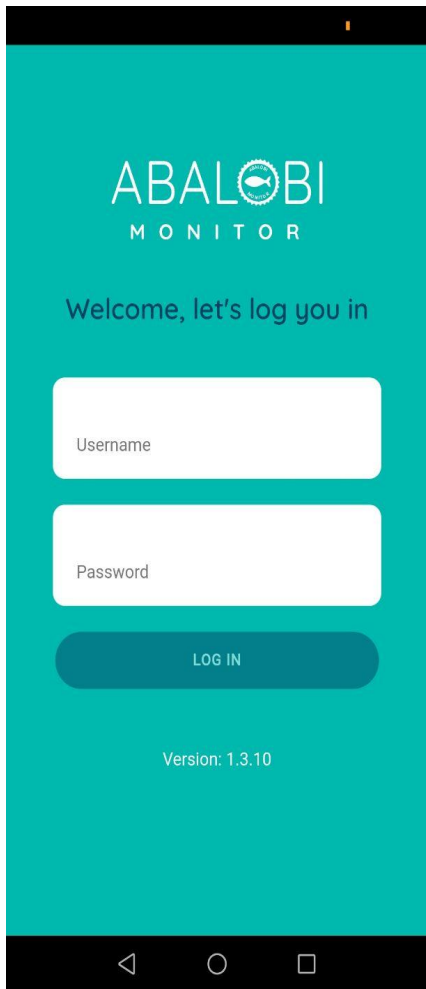 ABALOBI
MONITOR
Welcome, let's log you in
Username
Password
LOG IN
Version: 1.3.10